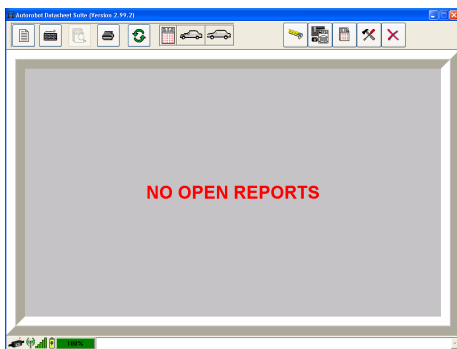 Autorobot Datasheet Suite (Version 2.99.2)
NO OPEN REPORTS
100%